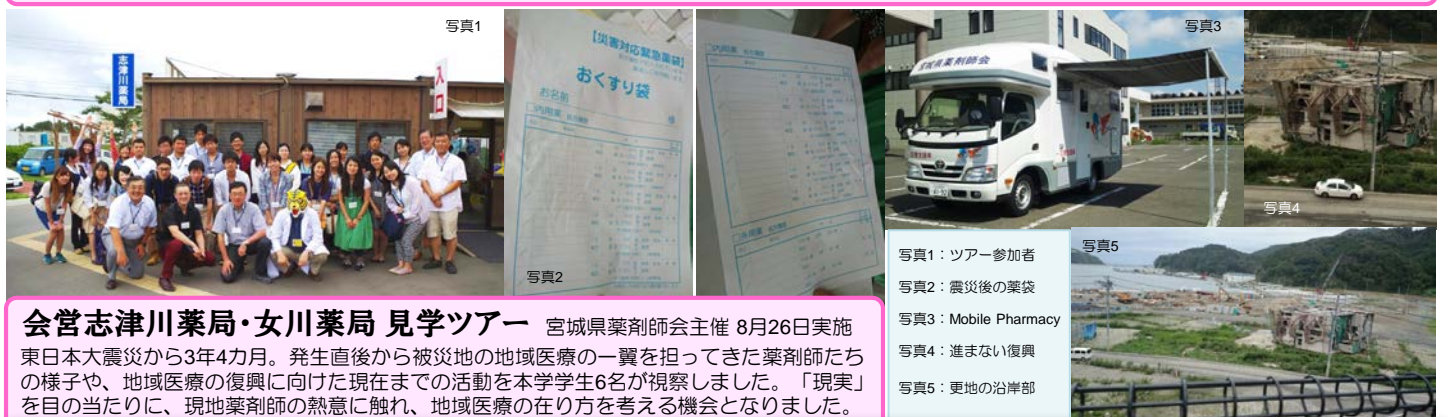 写真1
志津川薬局
入口
【災害対応緊急薬袋】
おくすり袋
お名前
様
内用薬
写真2
内用薬
宮城県薬剤師会
写真3
写真4
写真1：ツアー参加者
写真2：震災後の薬袋
写真3：Mobile Pharmacy
写真4：進まない復興
写真5：更地の沿岸部
写真5
会営志津川薬局・女川薬局 見学ツアー 宮城県薬剤師会主催 8月26日実施
東日本大震災から3年4カ月。発生直後から被災地の地域医療の一翼を担ってきた薬剤師たち
の様子や、地域医療の復興に向けた現在までの活動を本学学生6名が視察しました。「現実」
を目の当たりに、現地薬剤師の熱意に触れ、地域医療の在り方を考える機会となりました。